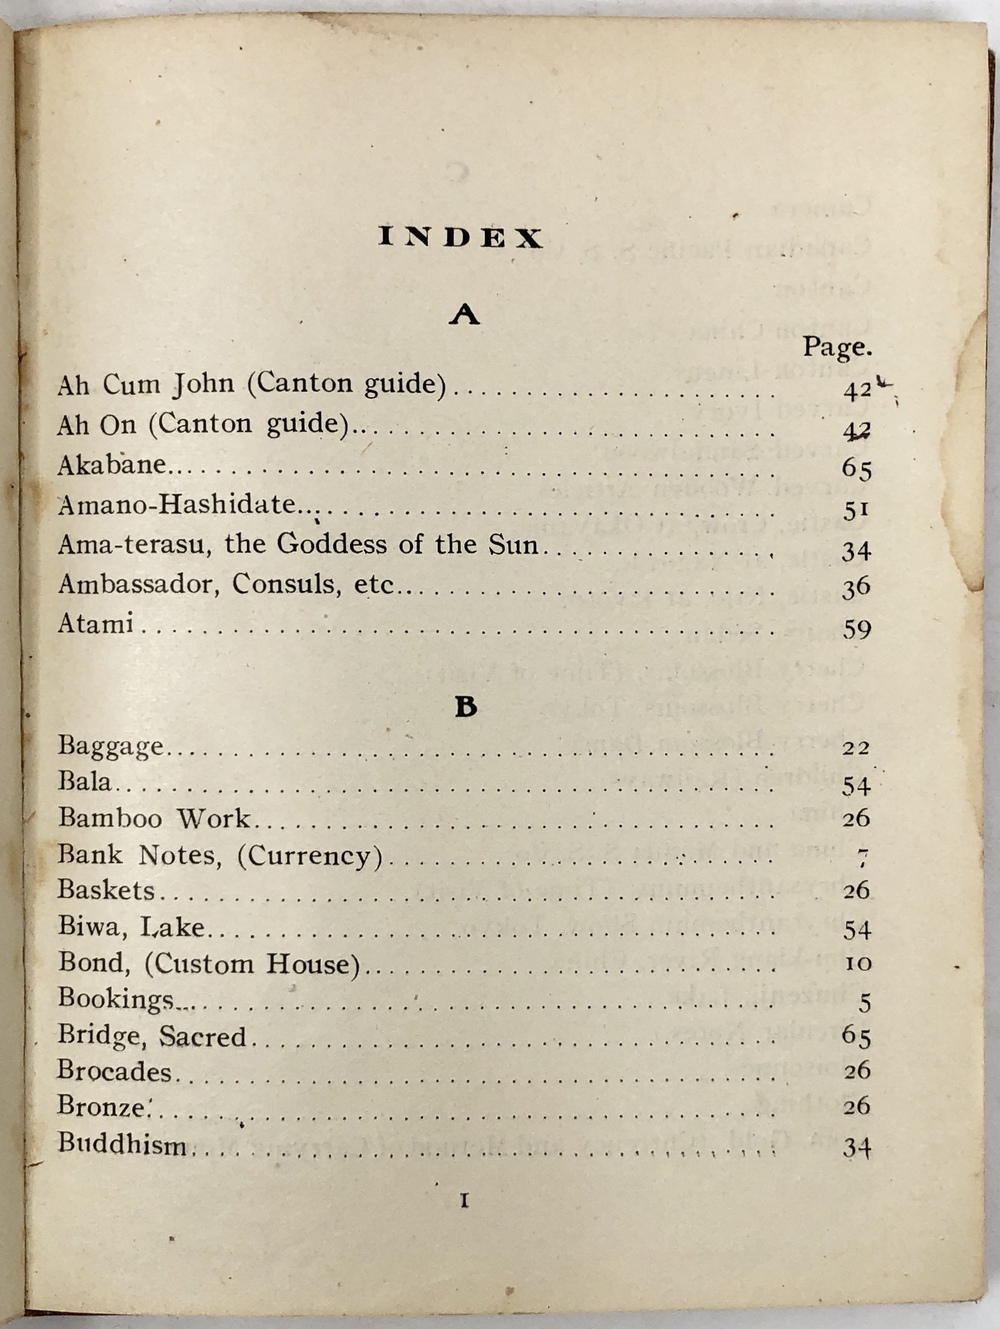 INDEX
A
Page.
Ah Cum John (Canton guide)........................ 42
Ah On (Canton guide)............................ 42
Akabane..................................... 65
Amano-Hashidate............................. 51
Ama-terasu, the Goddess of the Sun................. 34
Ambassador, Consuls, etc........................... 36
Atami....................................... 59
B
Baggage..................................... 22
Bala........................................ 54
Bamboo Work................................. 26
Bank Notes, (Currency)........................... 7
Baskets..................................... 26
Biwa, Lake.................................. 54
Bond, (Custom House)............................ 10
Bookings.................................... 5
Bridge, Sacred............................... 65
Brocades.................................... 26
Bronze...................................... 26
Buddhism.................................... 34
1